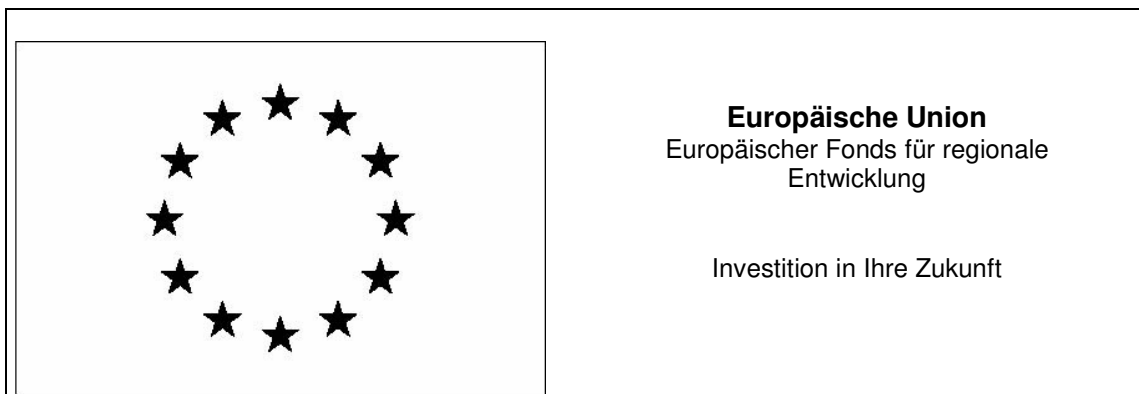 Europäische Union
Europäischer Fonds für regionale
Entwicklung
Investition in Ihre Zukunft